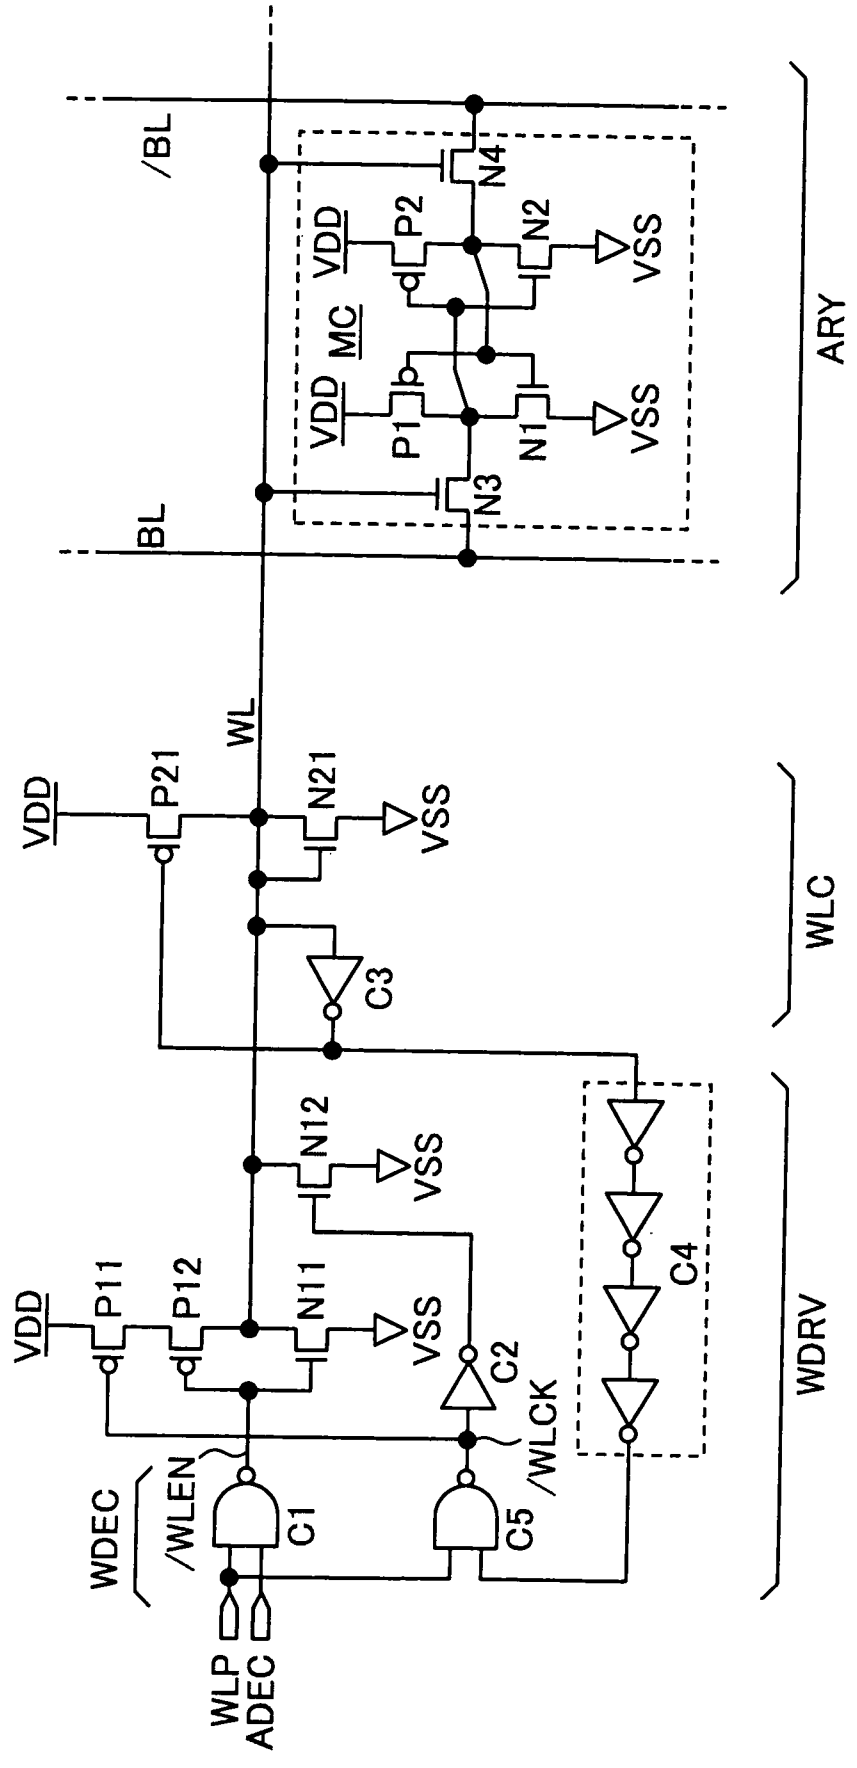 WLP
ADEC
WDEC
/WLEN
C1
C5
/WLCK
C2
VDD
P11
P12
N11
VSS
N12
VSS
C4
WDRV
C3
VDD
P21
WL
N21
VSS
WLC
BL
/BL
MC
VDD
P1
N1
VSS
N3
VDD
P2
N2
VSS
N4
ARY